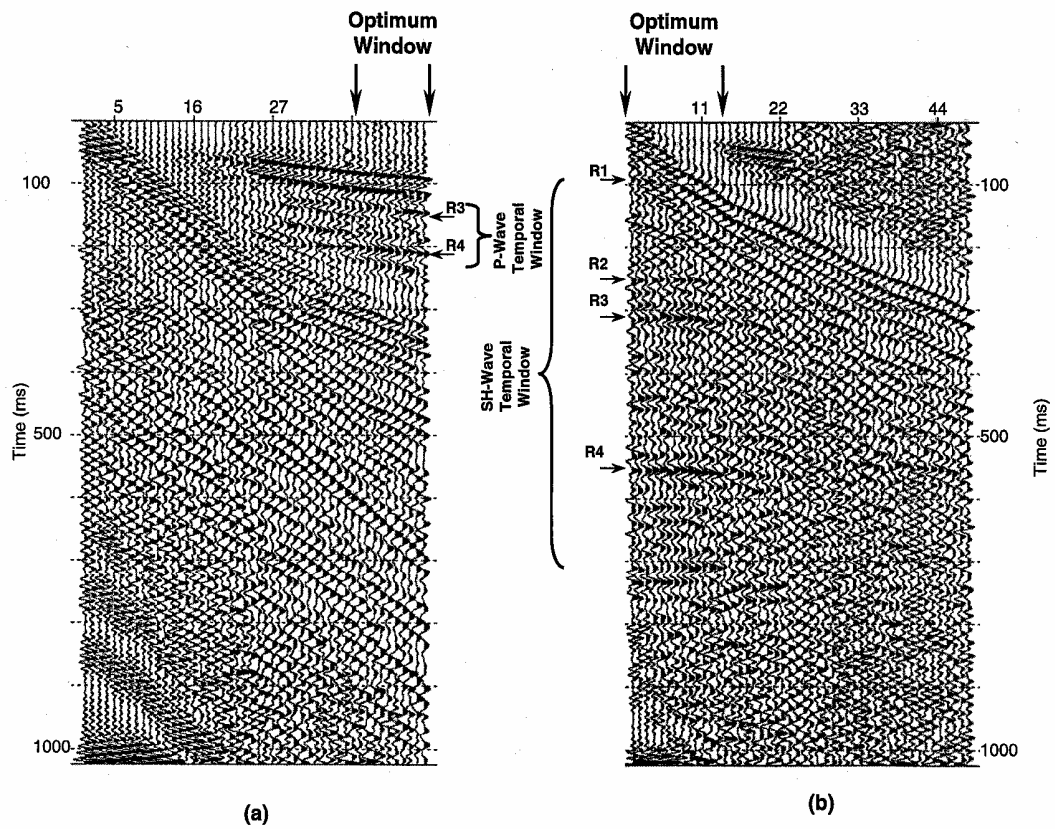 Optimum
Window
5 16 27
100
500
1000
Time (ms)
R3
R4
P-Wave
Temporal
Window
SH-Wave
Temporal
Window
(a)
Optimum
Window
11 22 33 44
R1
R2
R3
R4
100
500
1000
Time (ms)
(b)